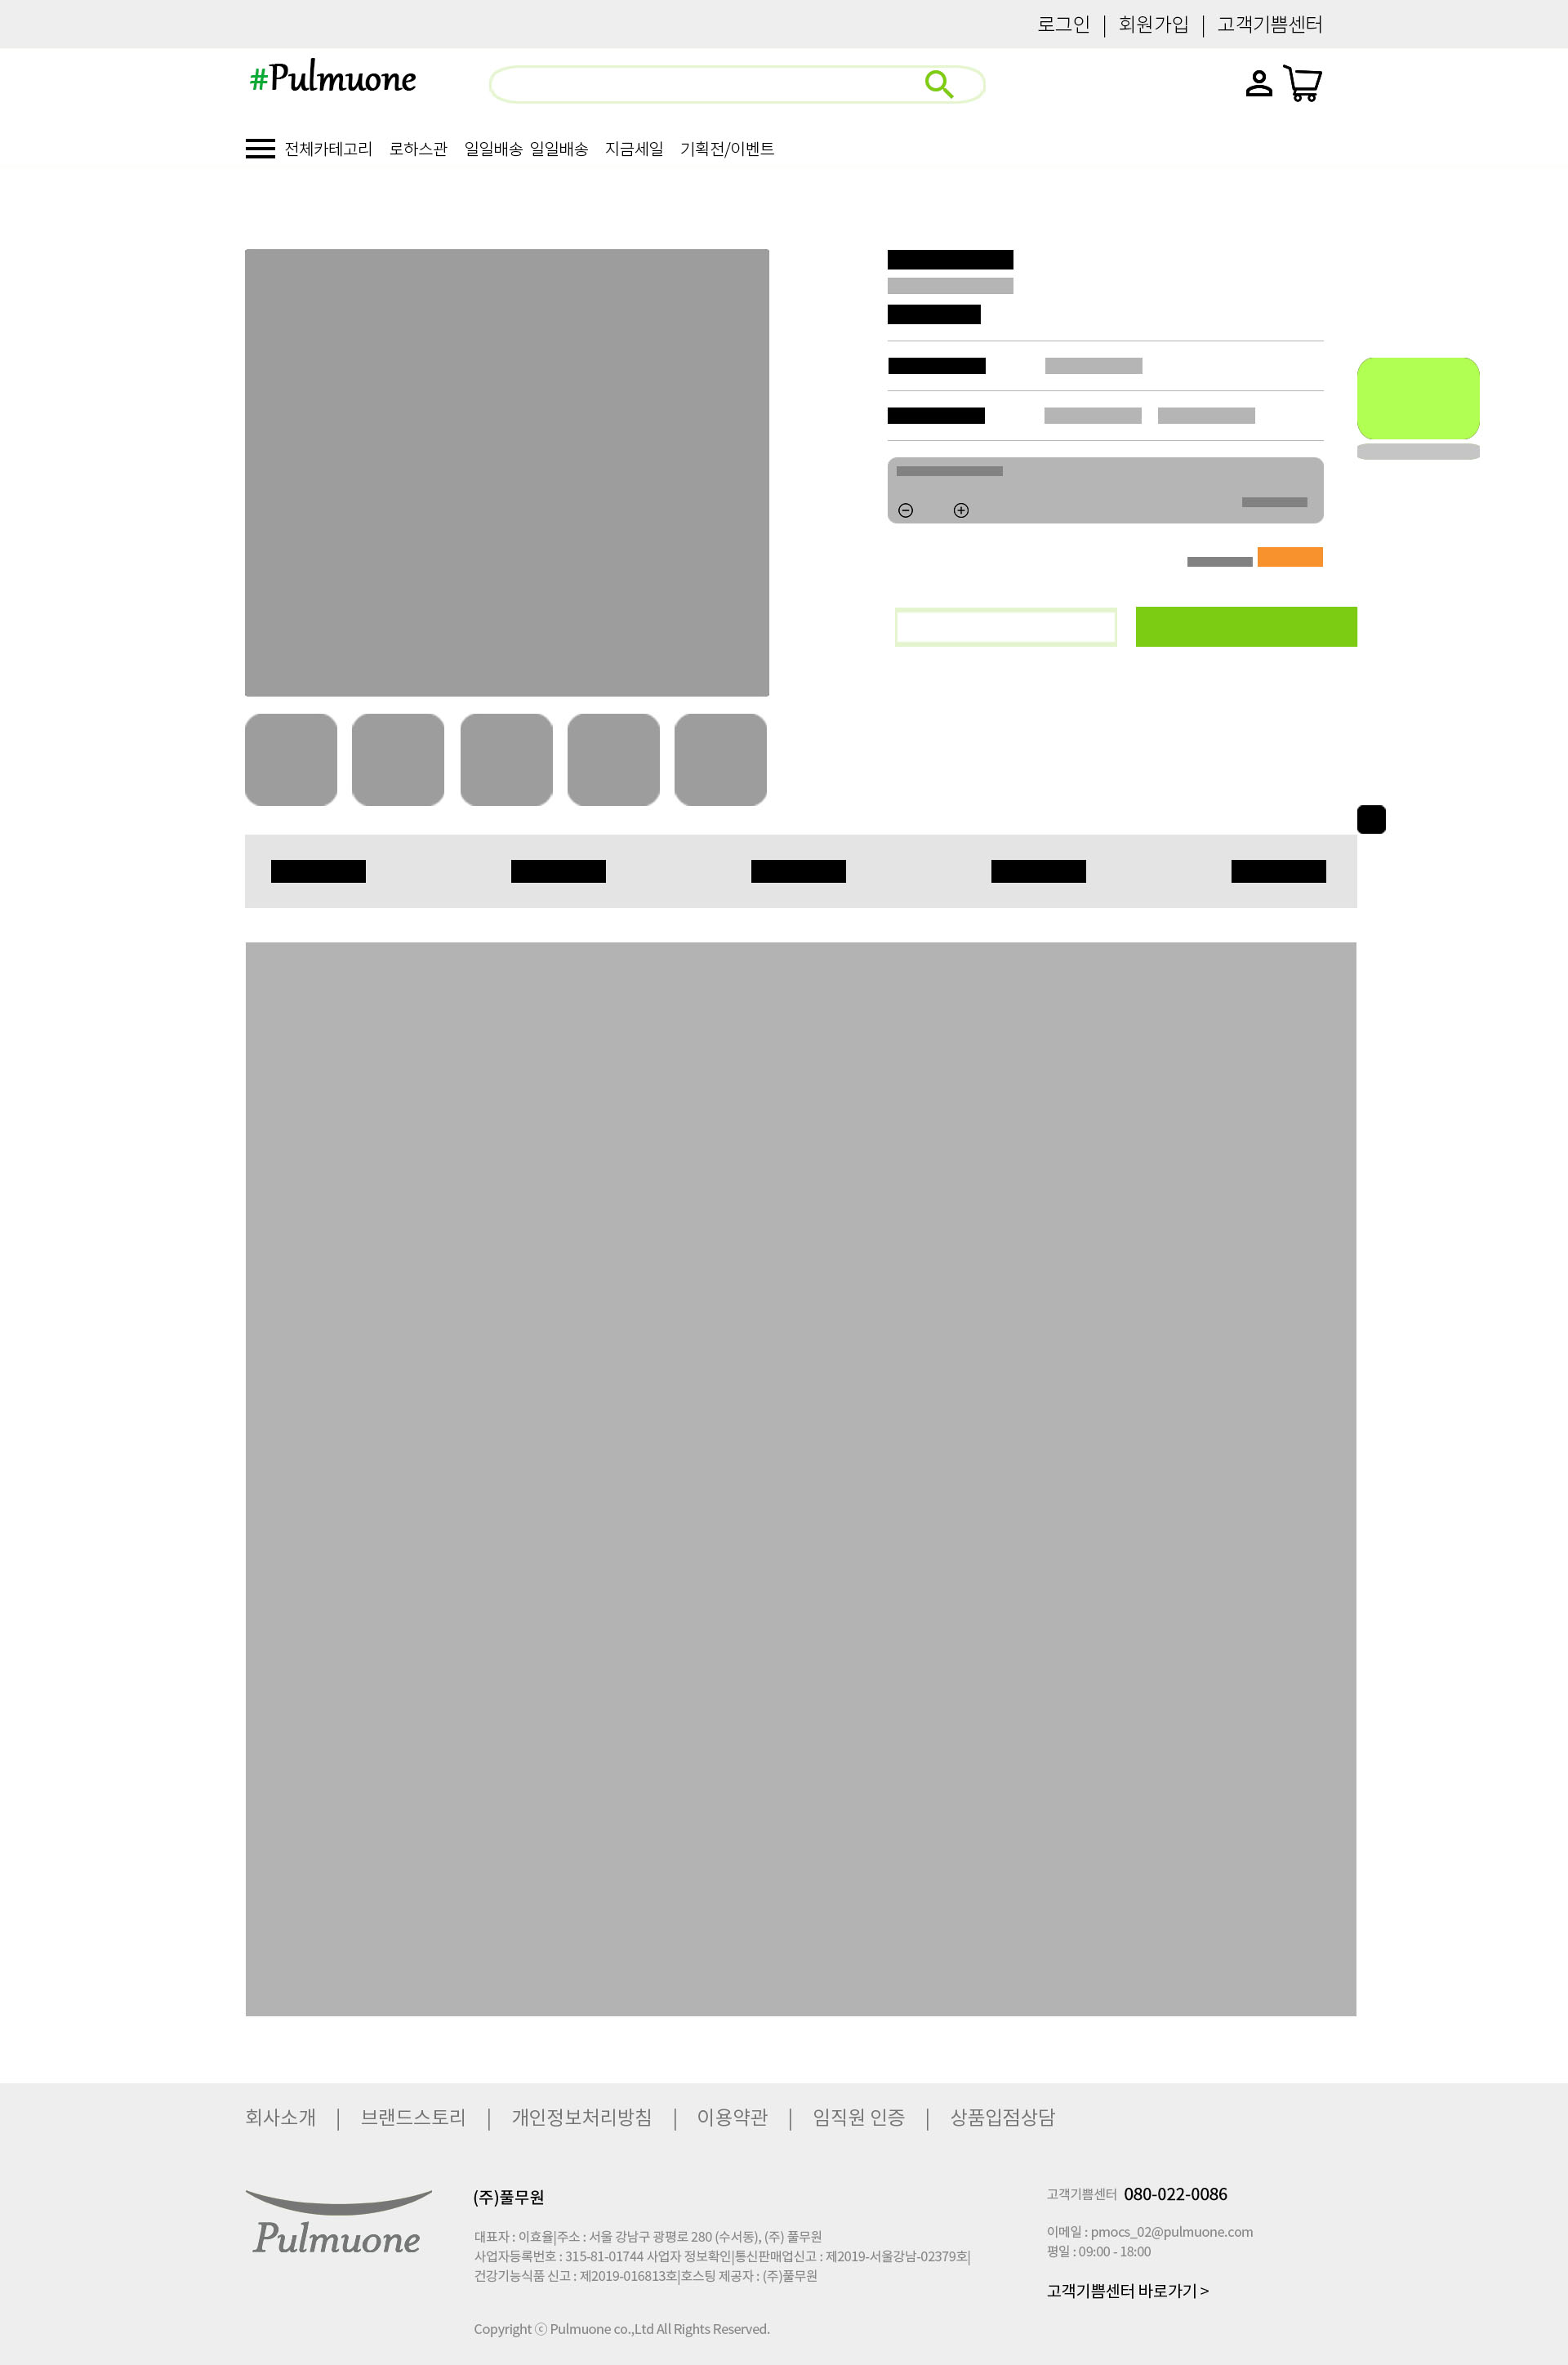 로그인 | 회원가입 | 고객기쁨센터
#Pulmuone
전체카테고리 로하스관 일일배송 일일배송 지금세일 기획전/이벤트
회사소개 | 브랜드스토리 | 개인정보처리방침 | 이용약관 | 임직원 인증 | 상품입점상담
Pulmuone
(주)풀무원
대표자 : 이효율|주소 : 서울 강남구 광평로 280 (수서동), (주) 풀무원
사업자등록번호 : 315-81-01744 사업자 정보확인|통신판매업신고 : 제2019-서울강남-02379호|
건강기능식품 신고 : 제2019-016813호|호스팅 제공자 : (주)풀무원
Copyright ⓒ Pulmuone co.,Ltd All Rights Reserved.
고객기쁨센터 080-022-0086
이메일 : pmocs_02@pulmuone.com
평일 : 09:00 - 18:00
고객기쁨센터 바로가기 >